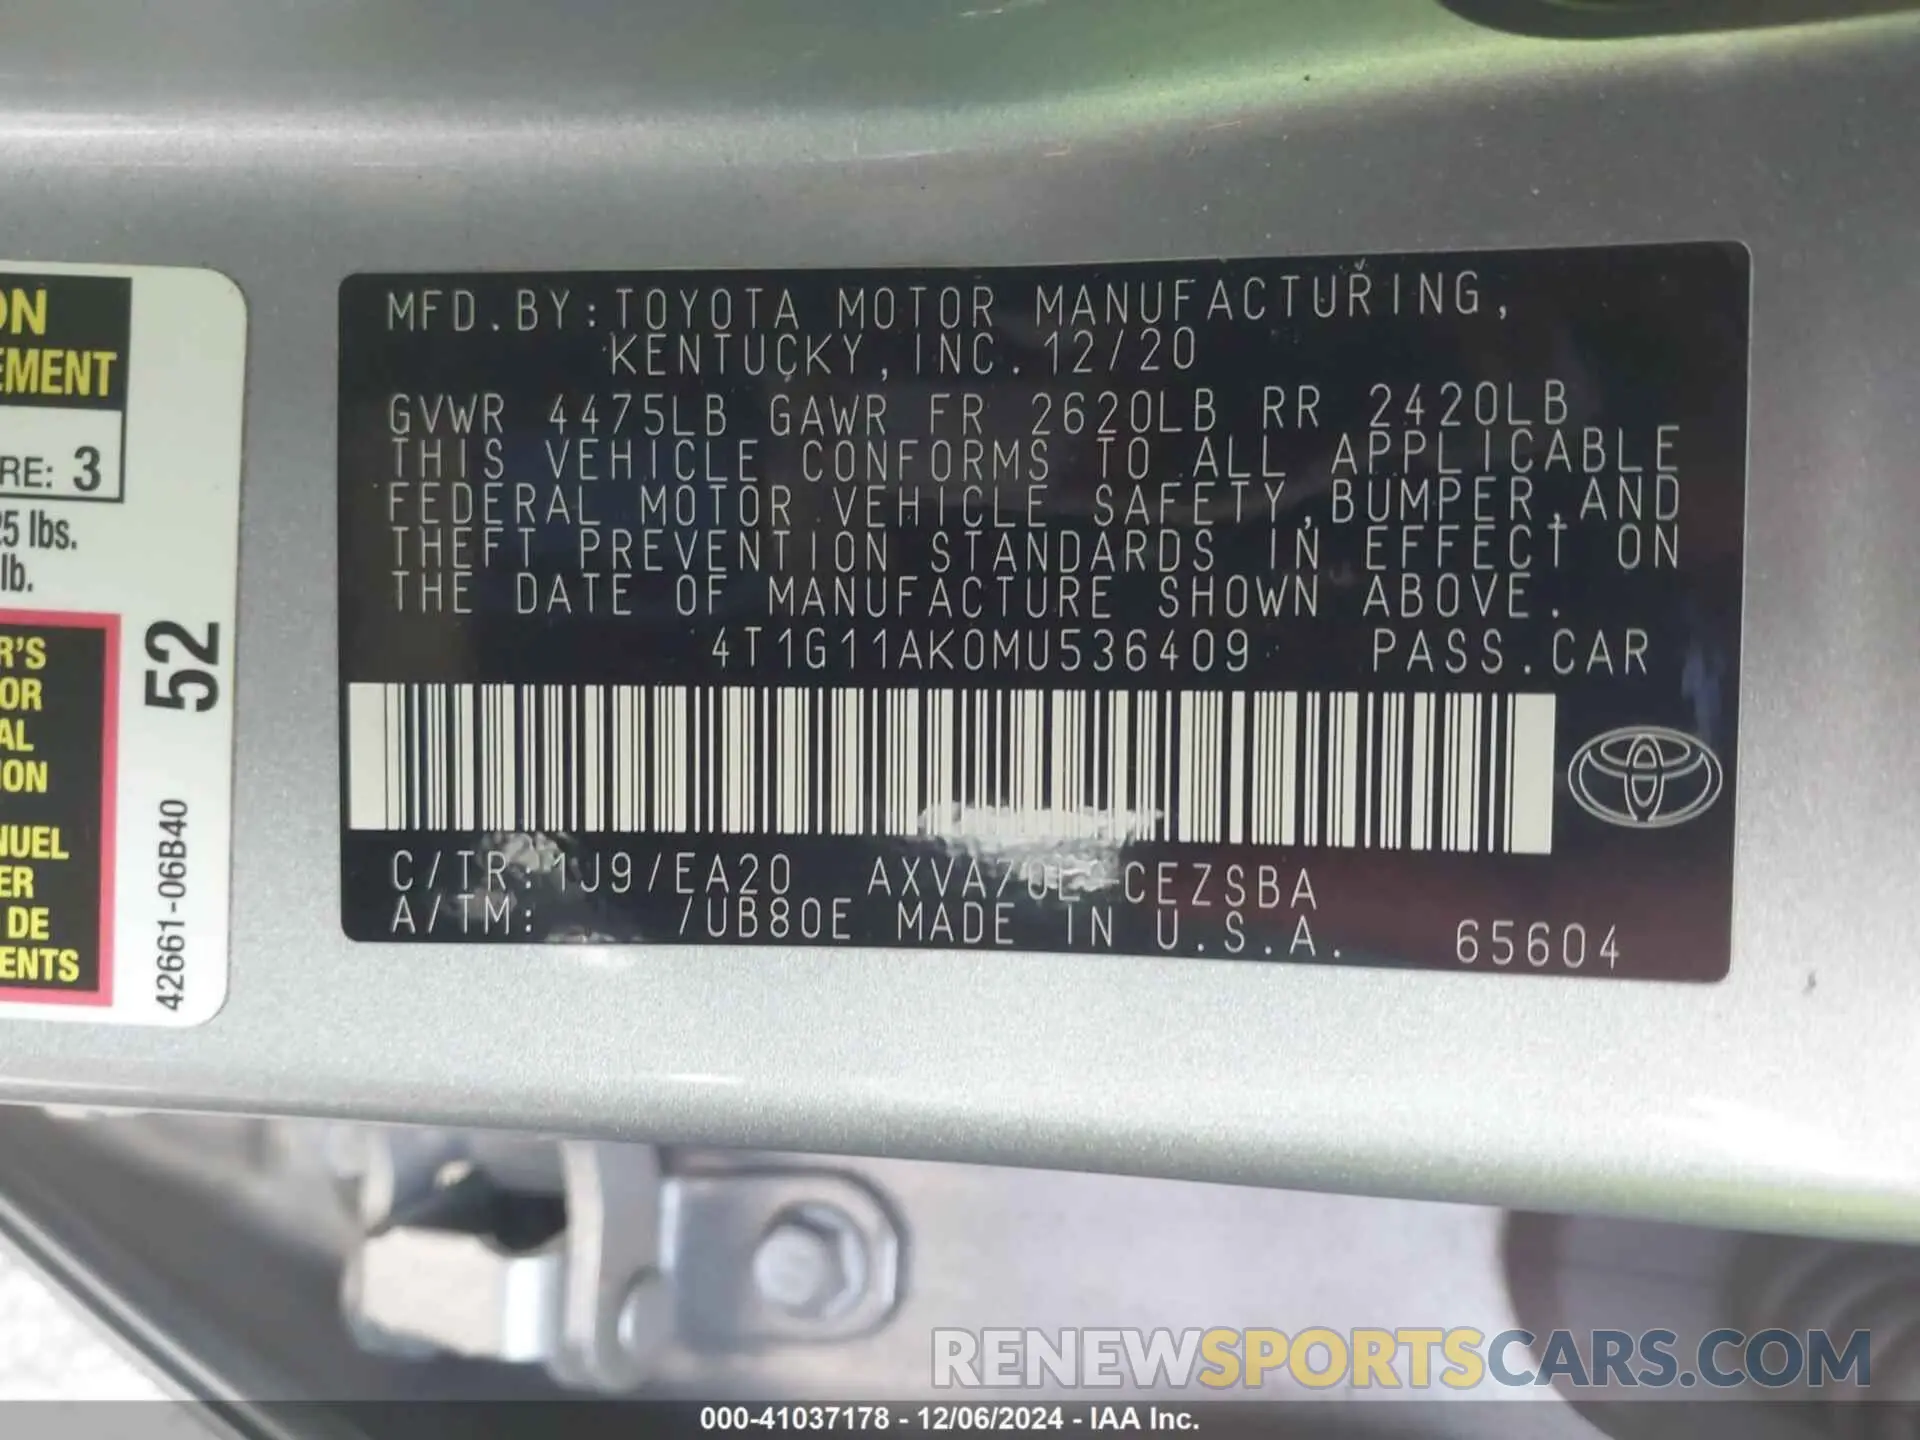 MFD.BY:TOYOTA MOTOR MANUFACTURING,
KENTUCKY,INC.12/20
GVWR 4475LB GAWR FR 2620LB RR 2420LB
THIS VEHICLE CONFORMS TO ALL APPLICABLE
FEDERAL MOTOR VEHICLE SAFETY,BUMPER,AND
THEFT PREVENTION STANDARDS IN EFFECT ON
THE DATE OF MANUFACTURE SHOWN ABOVE.
4T1G11AK0MU536409 PASS.CAR
C/TR:1J9/EA20 AXVA70L-CEZSBA
A/TM: /UB80E MADE IN U.S.A. 65604
ON
EMENT
RE: 3
25 lbs.
lb.
R'S
OR
AL
ION
NUEL
ER
DE
ENTS
52
42661-06B40
RENEWSPORTSCARS.COM
000-41037178 - 12/06/2024 - IAA Inc.